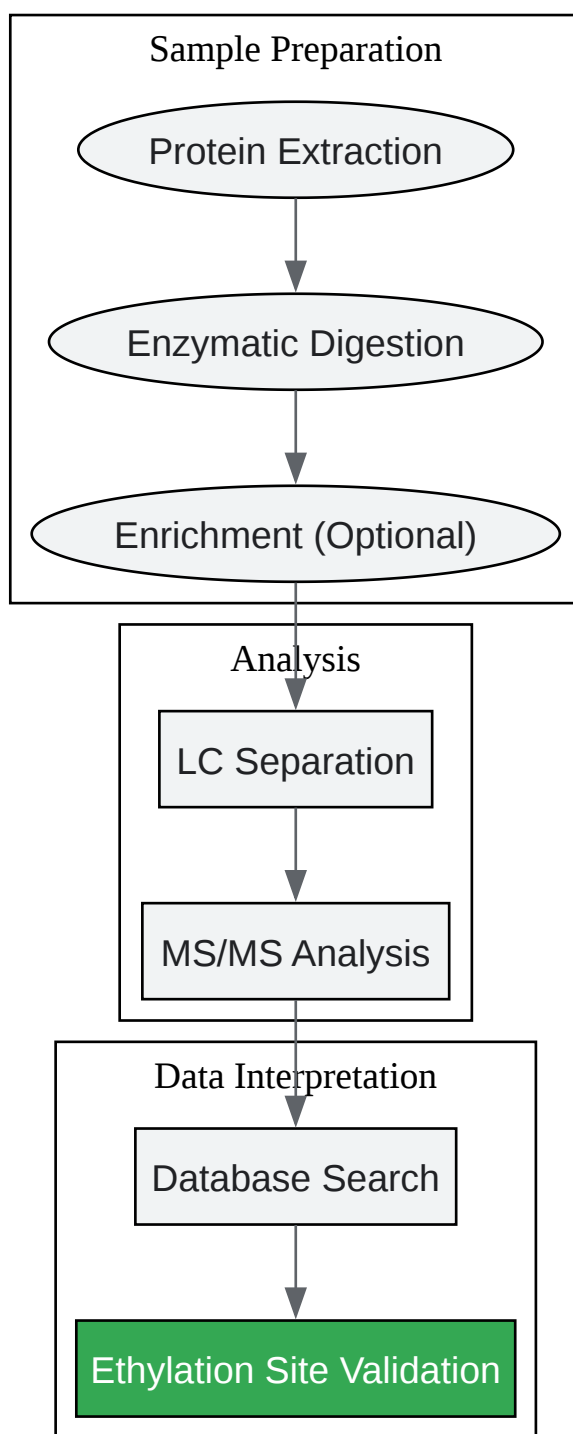 Sample Preparation
Protein Extraction
Enzymatic Digestion
Enrichment (Optional)
Analysis
LC Separation
MS/MS Analysis
Data Interpretation
Database Search
Ethylation Site Validation